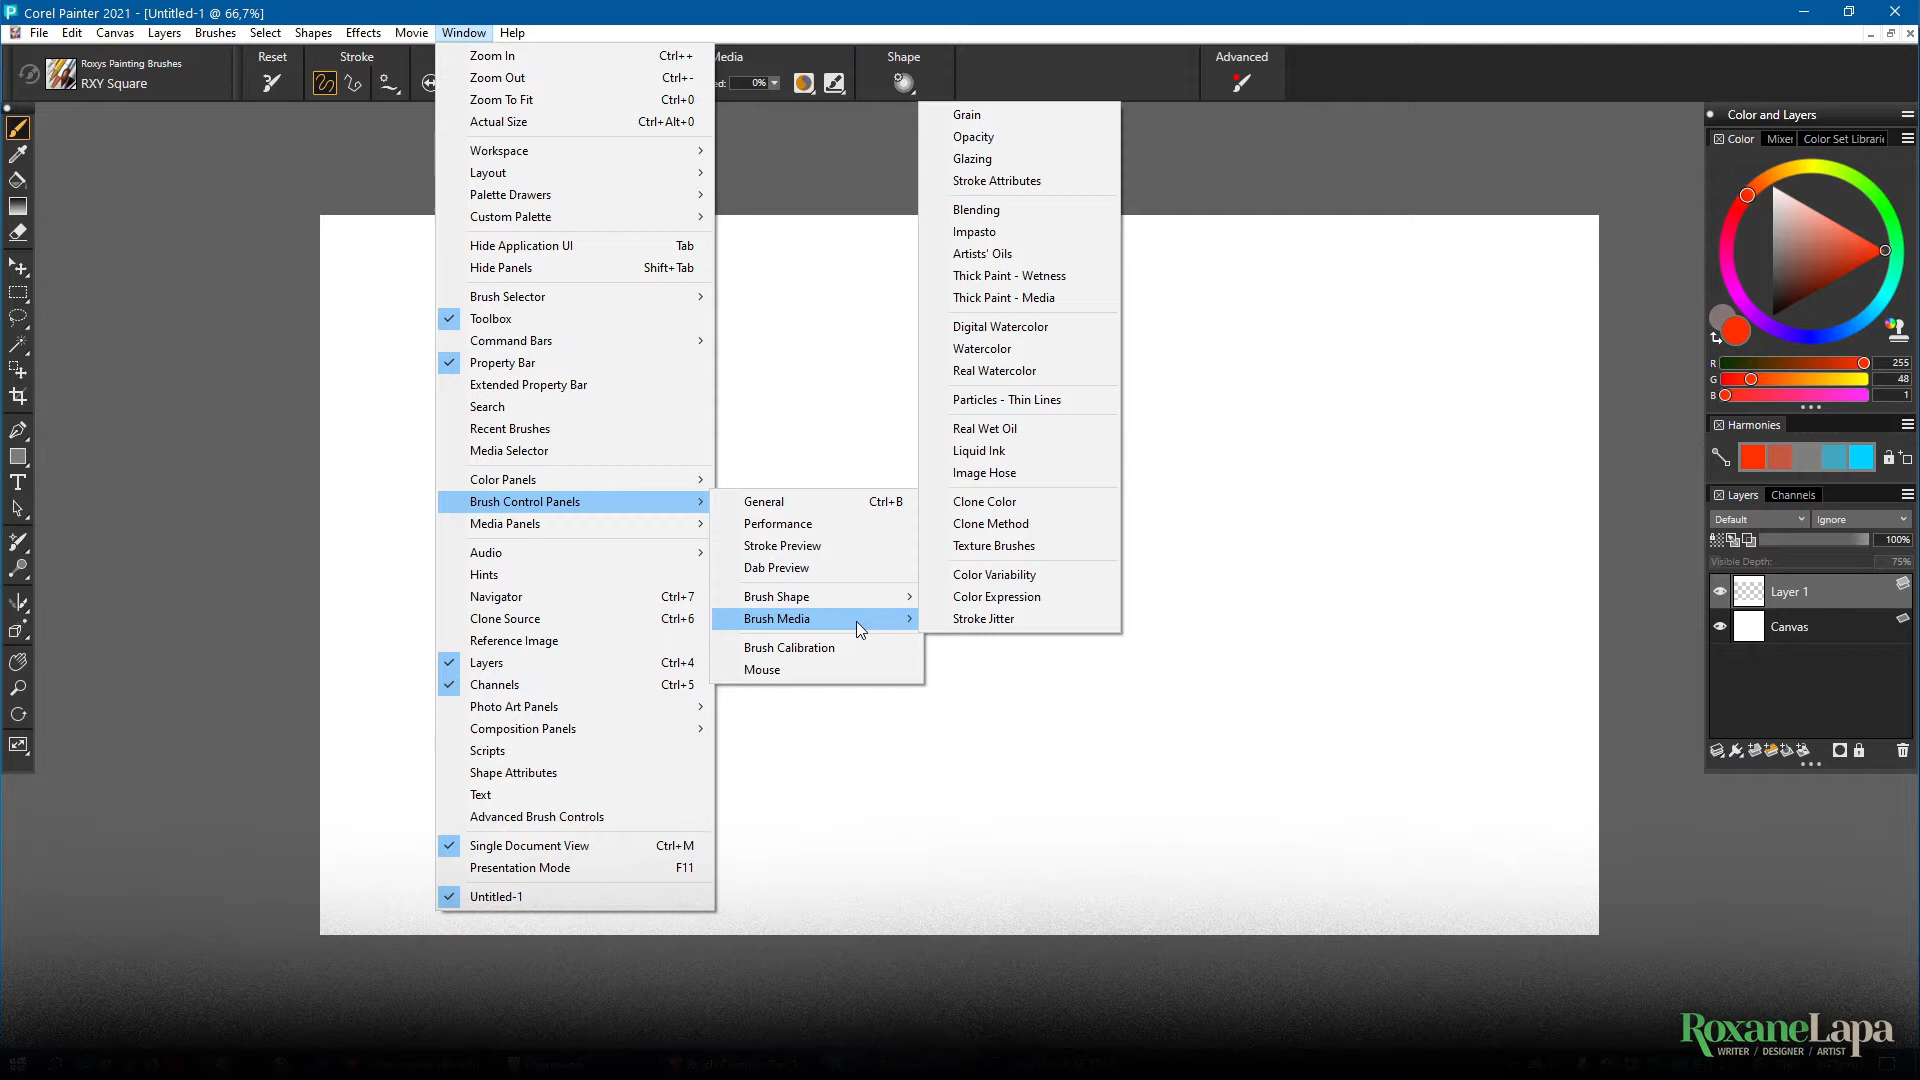 Corel Painter 2021 - [Untitled-1 @ 66,7%]
File Edit Canvas Layers Brushes Select Shapes Effects Movie Window Help
Roxys Painting Brushes
RXY Square
Reset
Stroke
Media
Shape
Advanced
0%
Zoom In Ctrl++
Zoom Out Ctrl+-
Zoom To Fit Ctrl+0
Actual Size Ctrl+Alt+0
Workspace
Layout
Palette Drawers
Custom Palette
Hide Application UI Tab
Hide Panels Shift+Tab
Brush Selector
Toolbox
Command Bars
Property Bar
Extended Property Bar
Search
Recent Brushes
Media Selector
Color Panels
Brush Control Panels
Media Panels
Audio
Hints
Navigator Ctrl+7
Clone Source Ctrl+6
Reference Image
Layers Ctrl+4
Channels Ctrl+5
Photo Art Panels
Composition Panels
Scripts
Shape Attributes
Text
Advanced Brush Controls
Single Document View Ctrl+M
Presentation Mode F11
Untitled-1
General Ctrl+B
Performance
Stroke Preview
Dab Preview
Brush Shape
Brush Media
Brush Calibration
Mouse
Grain
Opacity
Glazing
Stroke Attributes
Blending
Impasto
Artists' Oils
Thick Paint - Wetness
Thick Paint - Media
Digital Watercolor
Watercolor
Real Watercolor
Particles - Thin Lines
Real Wet Oil
Liquid Ink
Image Hose
Clone Color
Clone Method
Texture Brushes
Color Variability
Color Expression
Stroke Jitter
Color and Layers
Color Mixer Color Set Librari
R 255
G 48
B 1
Harmonies
Layers Channels
Default Ignore
100%
Visible Depth: 75%
Layer 1
Canvas
RoxaneLapa
WRITER / DESIGNER / ARTIST